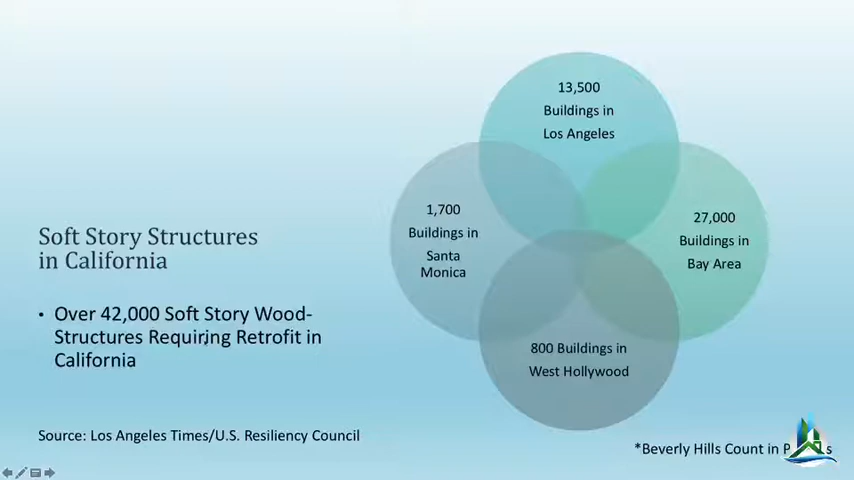 13,500
Buildings in
Los Angeles
1,700
Buildings in
Santa
Monica
27,000
Buildings in
Bay Area
800 Buildings in
West Hollywood
Soft Story Structures
in California
• Over 42,000 Soft Story Wood-
Structures Requiring Retrofit in
California
Source: Los Angeles Times/U.S. Resiliency Council
*Beverly Hills Count in